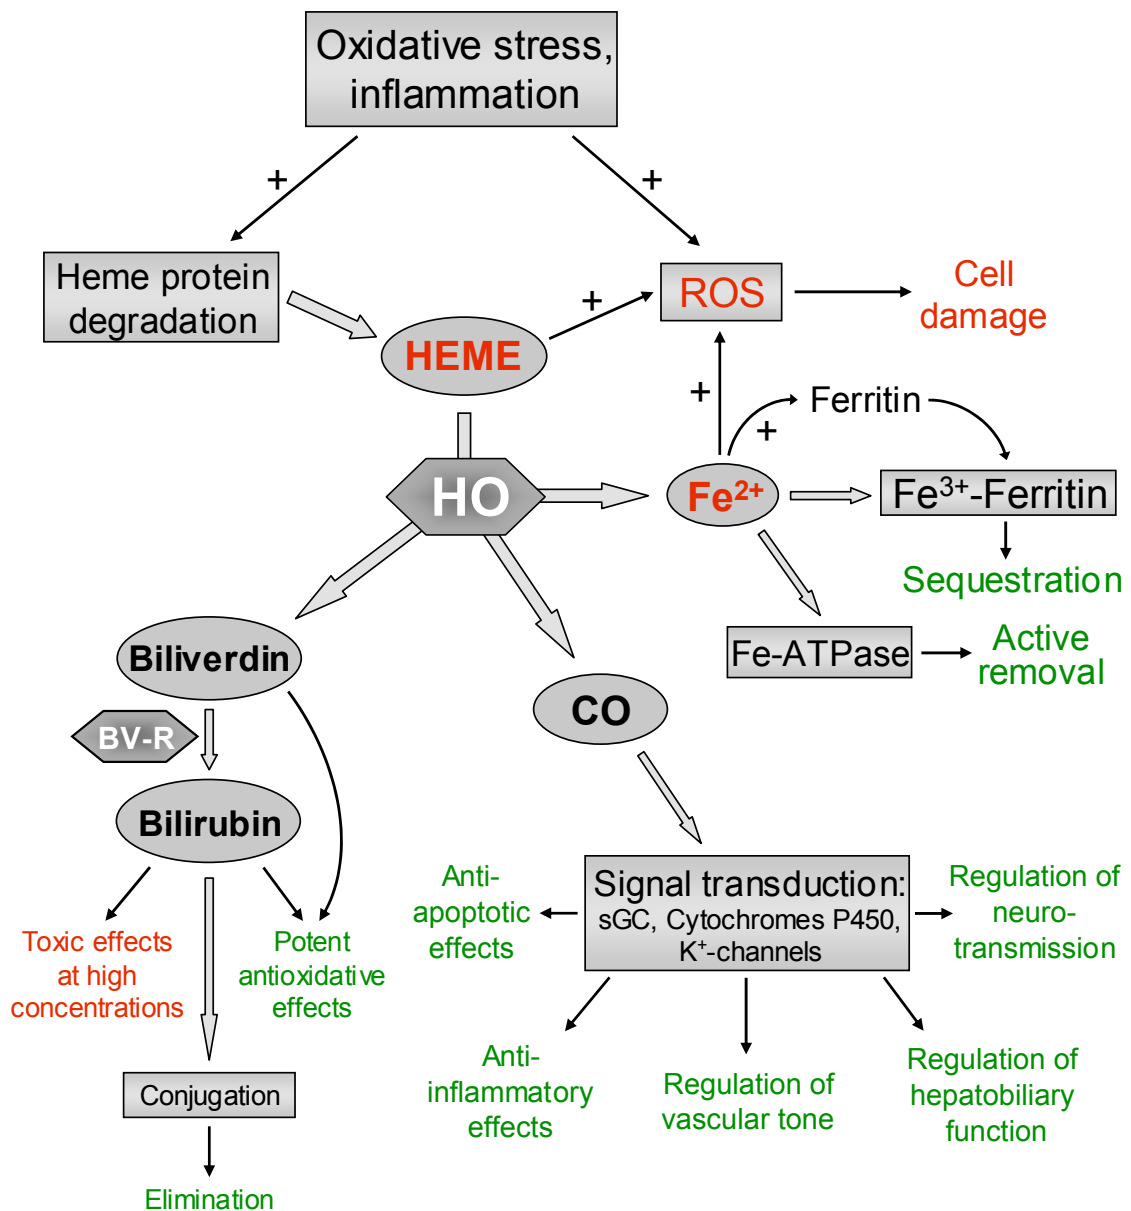 Oxidative stress,
inflammation
+
+
Heme protein
degradation
ROS
Cell
damage
+
HEME
+
Ferritin
+
HO
Fe²⁺
Fe³⁺-Ferritin
Sequestration
Biliverdin
Fe-ATPase
Active
removal
CO
BV-R
Bilirubin
Signal transduction:
sGC, Cytochromes P450,
K⁺-channels
Anti-
apoptotic
effects
Regulation of
neuro-
transmission
Toxic effects
at high
concentrations
Potent
antioxidative
effects
Anti-
inflammatory
effects
Regulation of
vascular tone
Regulation of
hepatobiliary
function
Conjugation
Elimination